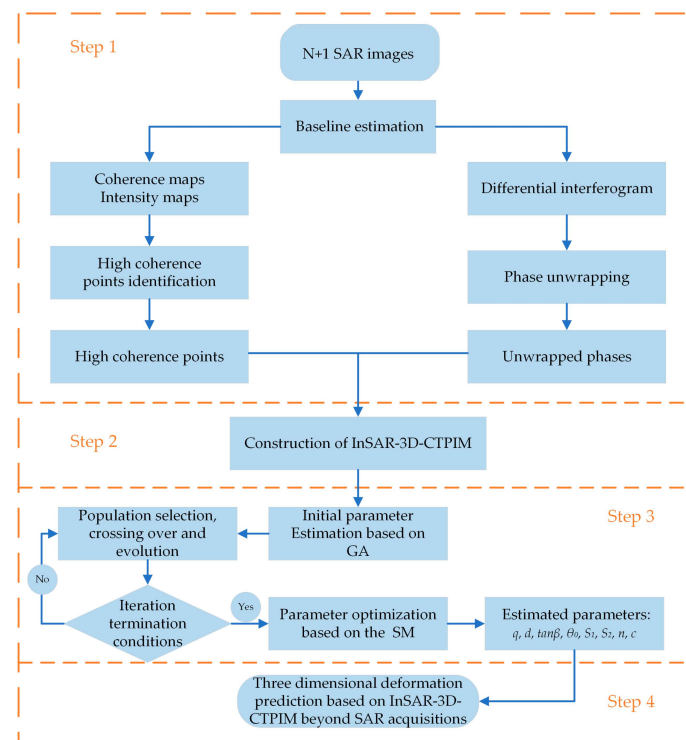 Step 1
N+1 SAR images
Baseline estimation
Coherence maps
Intensity maps
Differential interferogram
High coherence
points identification
Phase unwrapping
High coherence points
Unwrapped phases
Step 2
Construction of InSAR-3D-CTPIM
Step 3
Population selection,
crossing over and
evolution
Initial parameter
Estimation based on
GA
No
Iteration
termination
conditions
Yes
Parameter optimization
based on the SM
Estimated parameters:
q, d, tanβ, θ₀, S₁, S₂, n, c
Three dimensional deformation
prediction based on InSAR-3D-
CTPIM beyond SAR acquisitions
Step 4